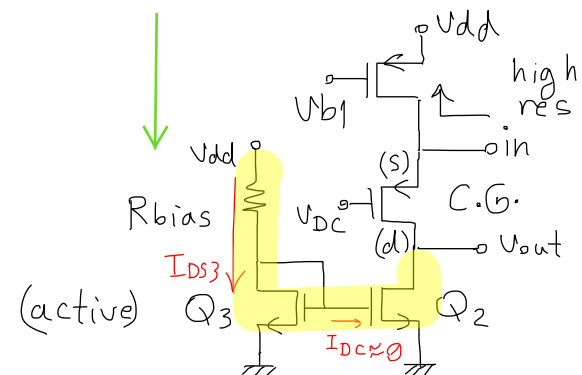 Vdd
high
res
Vb1
in
(s)
Vdd
C.G.
VDC
Rbias
(d)
Vout
IDS3
(active)
Q3
Q2
IDC≈0